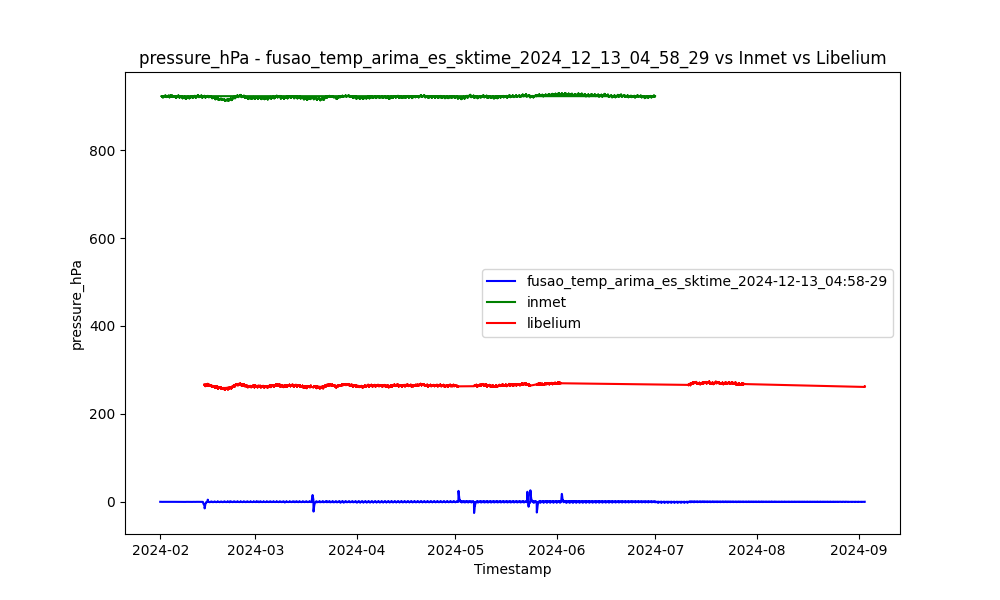 pressure_hPa - fusao_temp_arima_es_sktime_2024_12_13_04_58_29 vs Inmet vs Libelium
800
600
400
200
0
pressure_hPa
fusao_temp_arima_es_sktime_2024-12-13_04:58-29
inmet
libelium
2024-02
2024-03
2024-04
2024-05
2024-06
2024-07
2024-08
2024-09
Timestamp